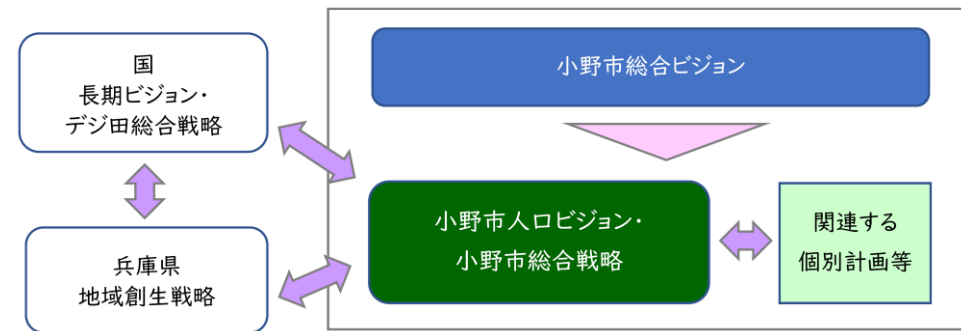 国
長期ビジョン・
デジ田総合戦略
兵庫県
地域創生戦略
小野市総合ビジョン
小野市人口ビジョン・
小野市総合戦略
関連する
個別計画等